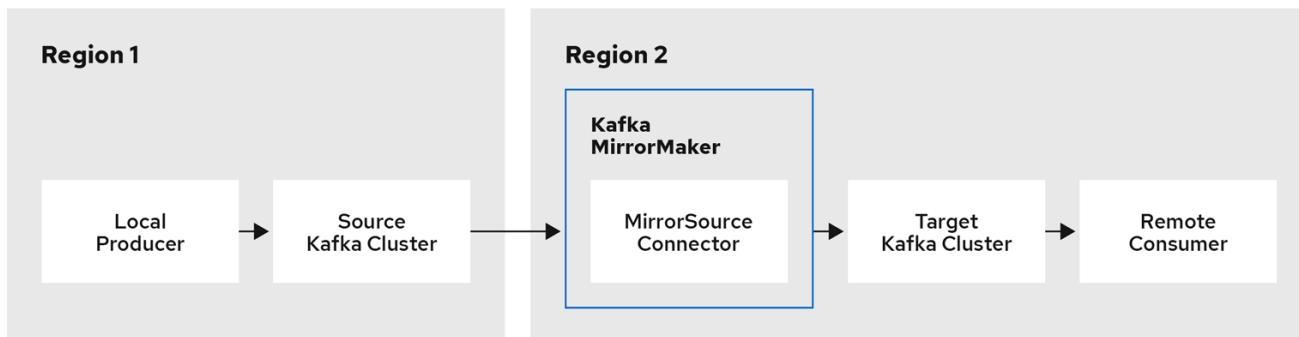 Region 1
Local
Producer
Source
Kafka Cluster
Region 2
Kafka
MirrorMaker
MirrorSource
Connector
Target
Kafka Cluster
Remote
Consumer